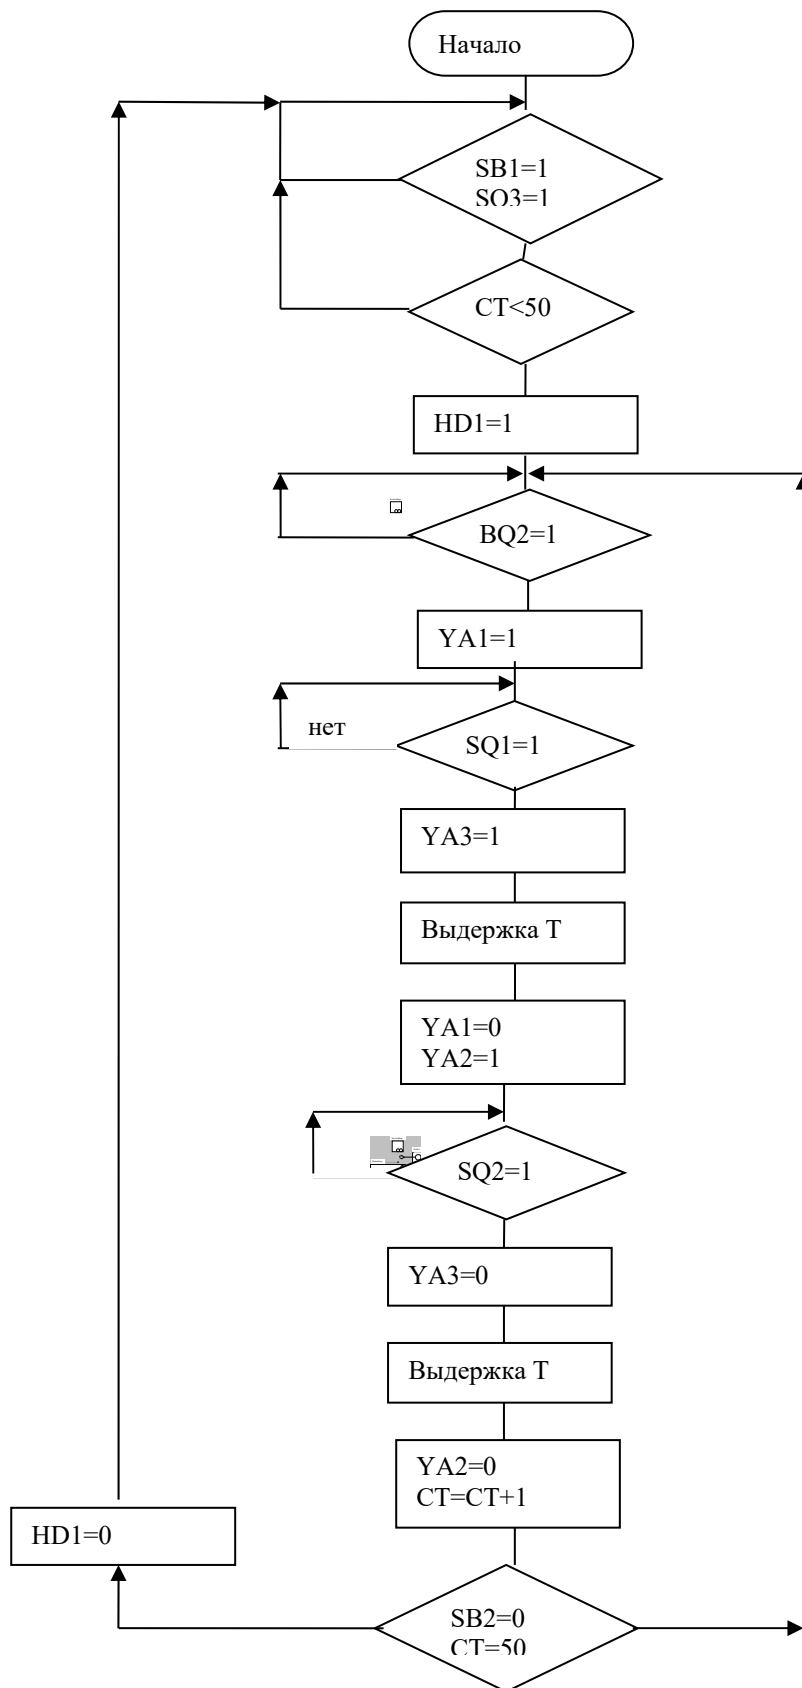 Начало
SB1=1
SQ3=1
CT<50
HD1=1
BQ2=1
YA1=1
нет
SQ1=1
YA3=1
Выдержка Т
YA1=0
YA2=1
SQ2=1
YA3=0
Выдержка Т
YA2=0
CT=CT+1
HD1=0
SB2=0
CT=50